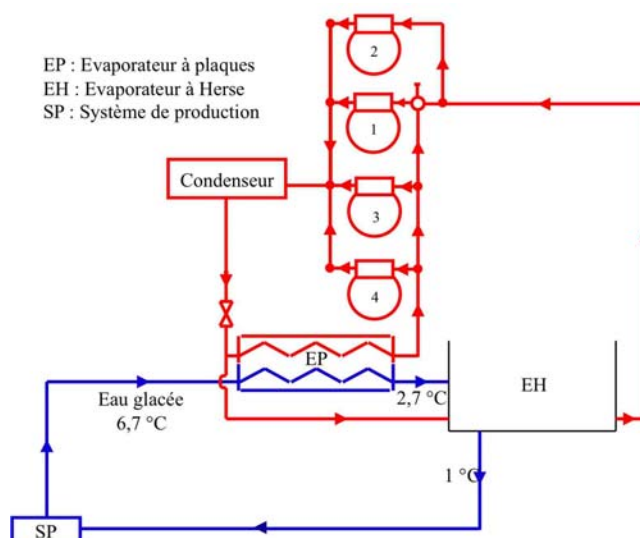 EP : Evaporateur à plaques
EH : Evaporateur à Herse
SP : Système de production
2
1
Condenseur
3
4
EP
EH
Eau glacée
6,7 °C
2,7 °C
1 °C
SP